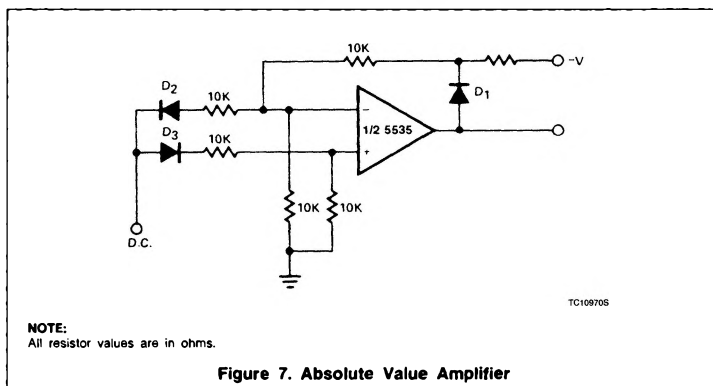 10K
-V
D2
10K
D1
D3
10K
−
1/2 5535
+
10K
10K
D.C.
TC10970S
NOTE:
All resistor values are in ohms.
Figure 7. Absolute Value Amplifier